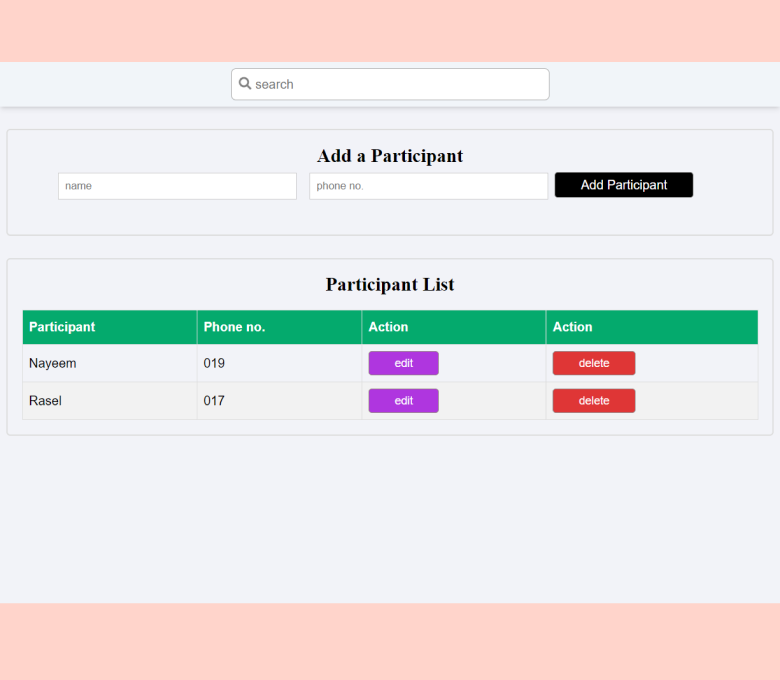 search
Add a Participant
name phone no. Add Participant
Participant List
Participant Phone no. Action Action
Nayeem 019 edit delete
Rasel 017 edit delete